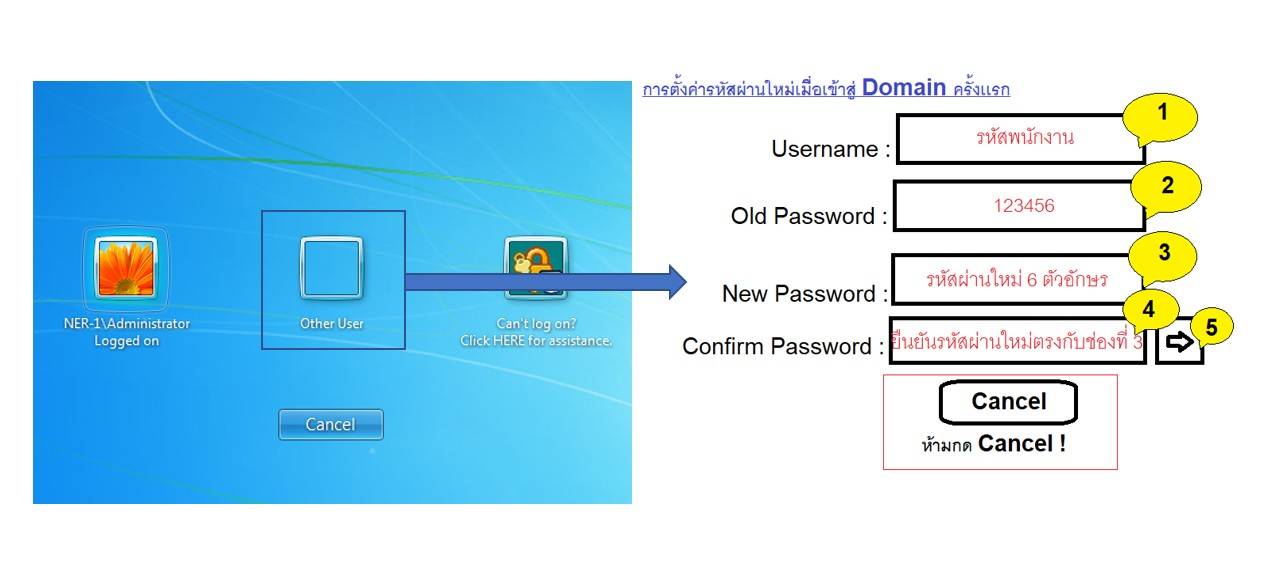 NER-1\Administrator
Logged on
Other User
Can't log on?
Click HERE for assistance.
Cancel
การตั้งค่ารหัสผ่านใหม่เมื่อเข้าสู่ Domain ครั้งแรก
1
Username : รหัสพนักงาน
2
Old Password : 123456
3
New Password : รหัสผ่านใหม่ 6 ตัวอักษร
4
5
Confirm Password : ยืนยันรหัสผ่านใหม่ตรงกับช่องที่ 3
Cancel
ห้ามกด Cancel !